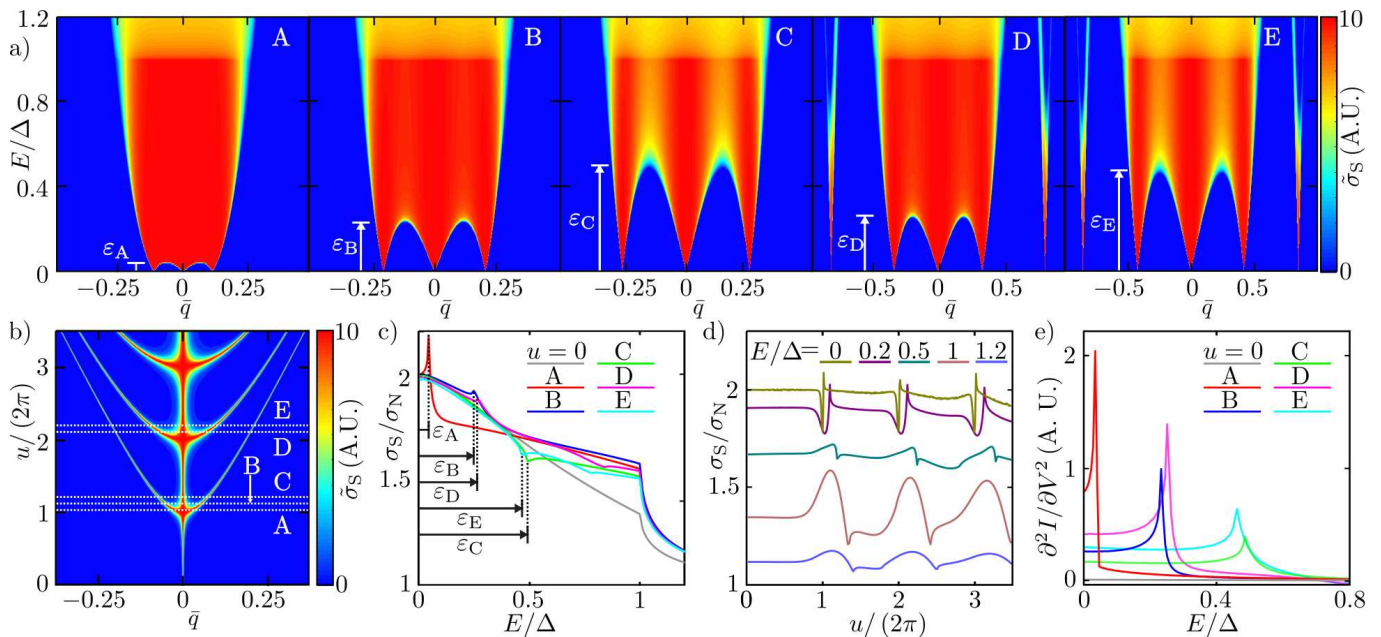 a)
1.2
0.8
0.4
0
E/Δ
A
B
C
D
E
ε_A
ε_B
ε_C
ε_D
ε_E
−0.25 0 0.25
q̄
−0.25 0 0.25
q̄
−0.25 0 0.25
q̄
−0.5 0 0.5
q̄
−0.5 0 0.5
q̄
10
0
σ̃_S (A.U.)
b)
u/(2π)
3
2
1
0
E
D
B
C
A
−0.25 0 0.25
q̄
10
0
σ̃_S (A.U.)
c)
σ_S/σ_N
2
1.5
1
u = 0 C
A D
B E
ε_A
ε_B
ε_D
ε_E
ε_C
0 0.5 1
E/Δ
d)
E/Δ= 0 0.2 0.5 1 1.2
σ_S/σ_N
2
1.5
1
0 1 2 3
u/(2π)
e)
∂²I/∂V² (A. U.)
2
1
0
u = 0 C
A D
B E
0 0.4 0.8
E/Δ